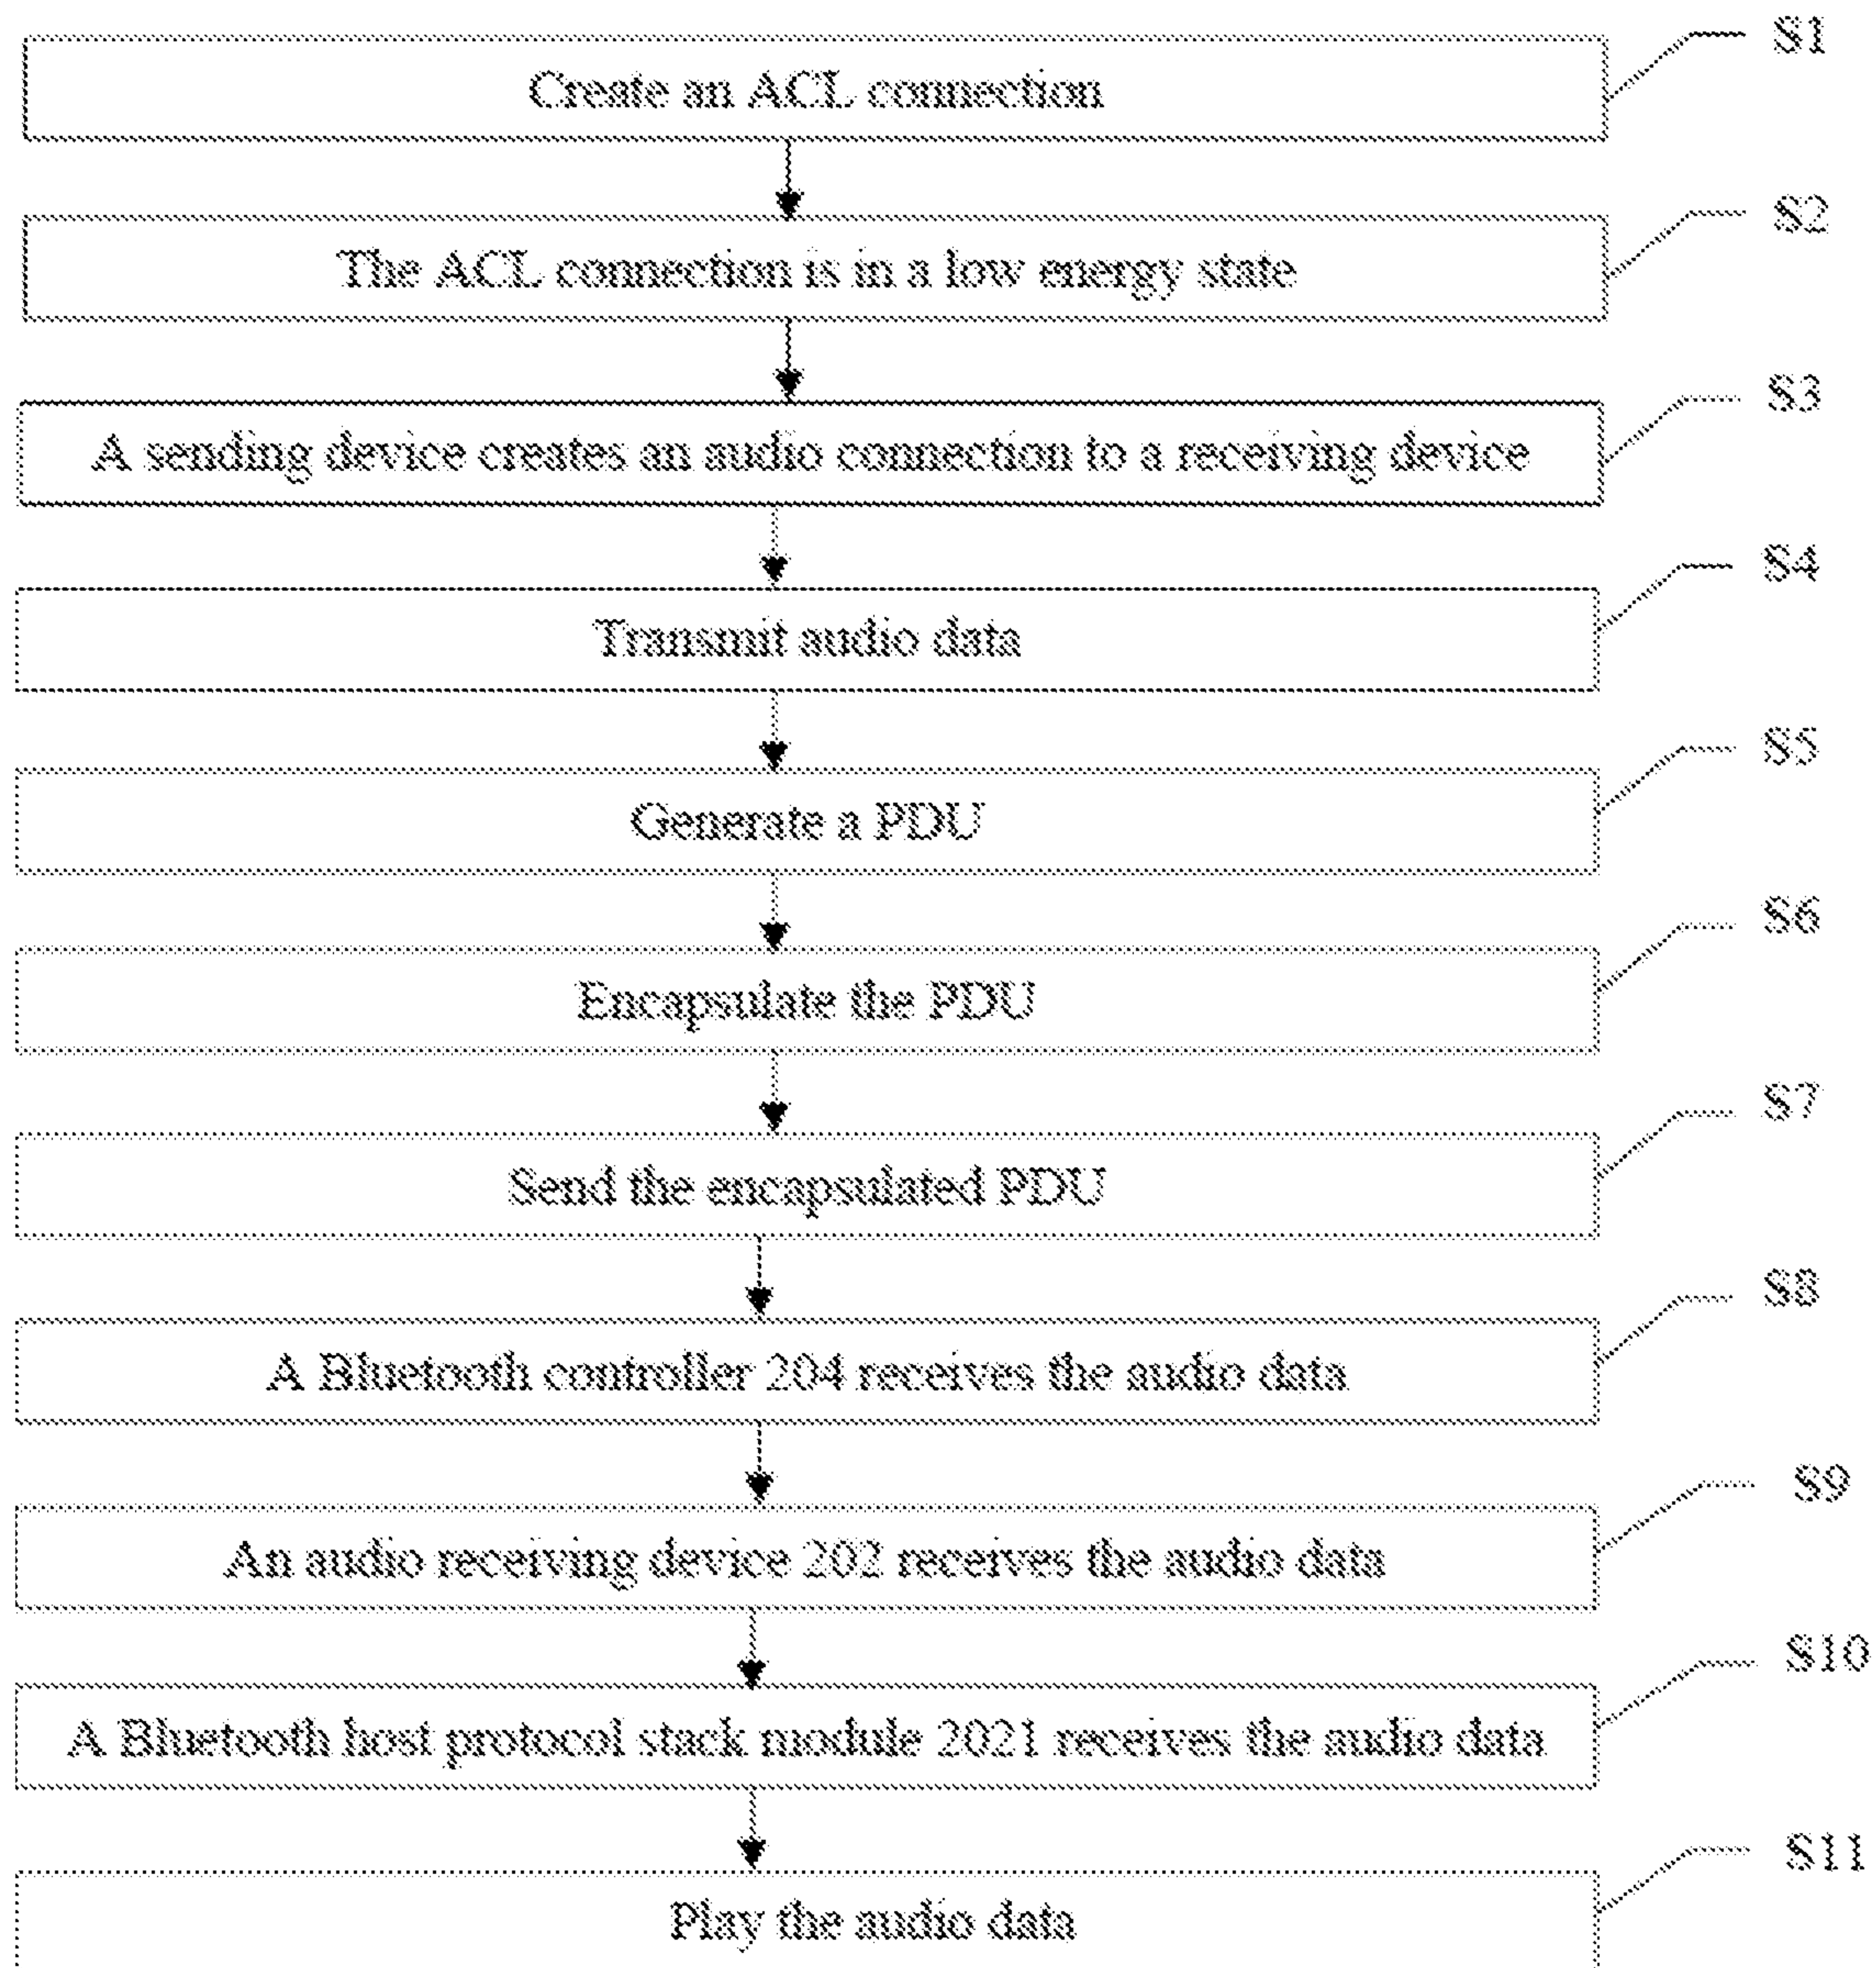 S1
Create an ACL connection
S2
The ACL connection is in a low energy state
S3
A sending device creates an audio connection to a receiving device
S4
Transmit audio data
S5
Generate a PDU
S6
Encapsulate the PDU
S7
Send the encapsulated PDU
S8
A Bluetooth controller 204 receives the audio data
S9
An audio receiving device 202 receives the audio data
S10
A Bluetooth host protocol stack module 2021 receives the audio data
S11
Play the audio data